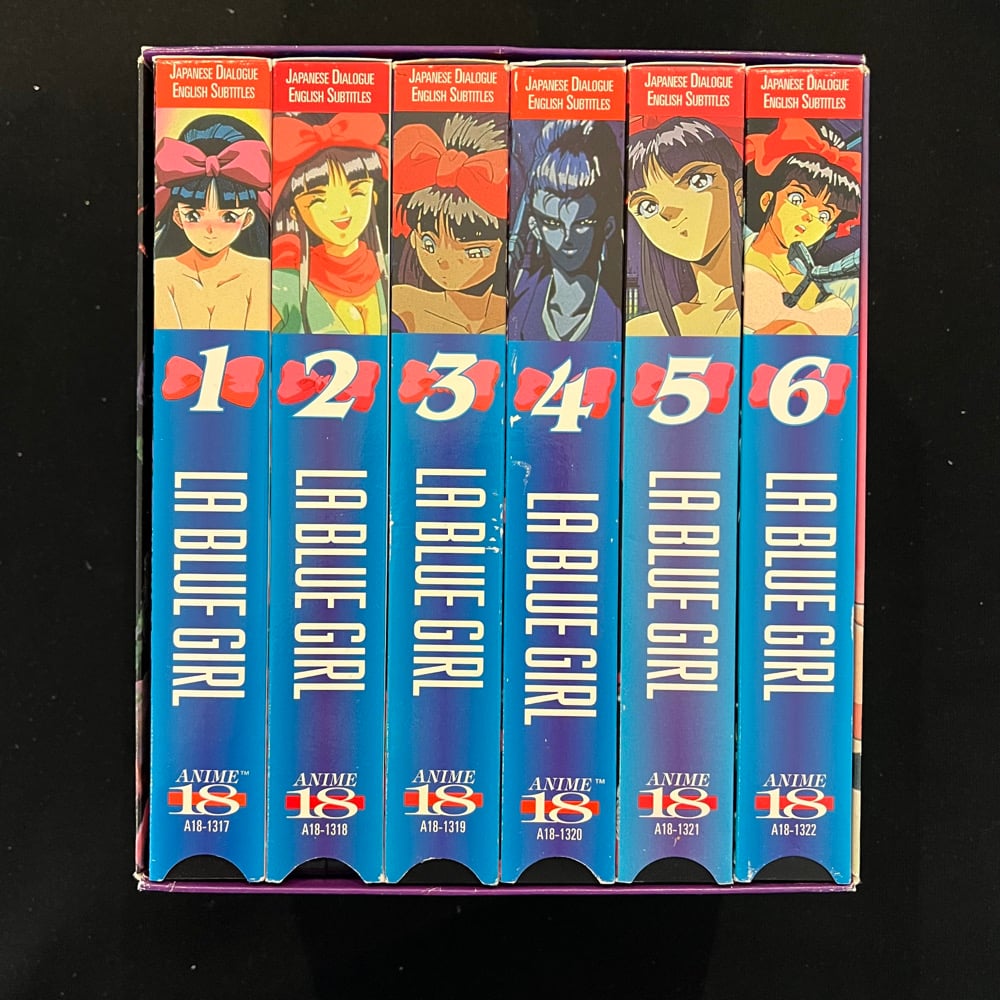 JAPANESE DIALOGUE
ENGLISH SUBTITLES
1
LA BLUE GIRL
ANIME™
18
A18-1317
JAPANESE DIALOGUE
ENGLISH SUBTITLES
2
LA BLUE GIRL
ANIME
18
A18-1318
JAPANESE DIALOGUE
ENGLISH SUBTITLES
3
LA BLUE GIRL
ANIME
18
A18-1319
JAPANESE DIALOGUE
ENGLISH SUBTITLES
4
LA BLUE GIRL
ANIME™
18
A18-1320
JAPANESE DIALOGUE
ENGLISH SUBTITLES
5
LA BLUE GIRL
ANIME
18
A18-1321
JAPANESE DIALOGUE
ENGLISH SUBTITLES
6
LA BLUE GIRL
ANIME
18
A18-1322